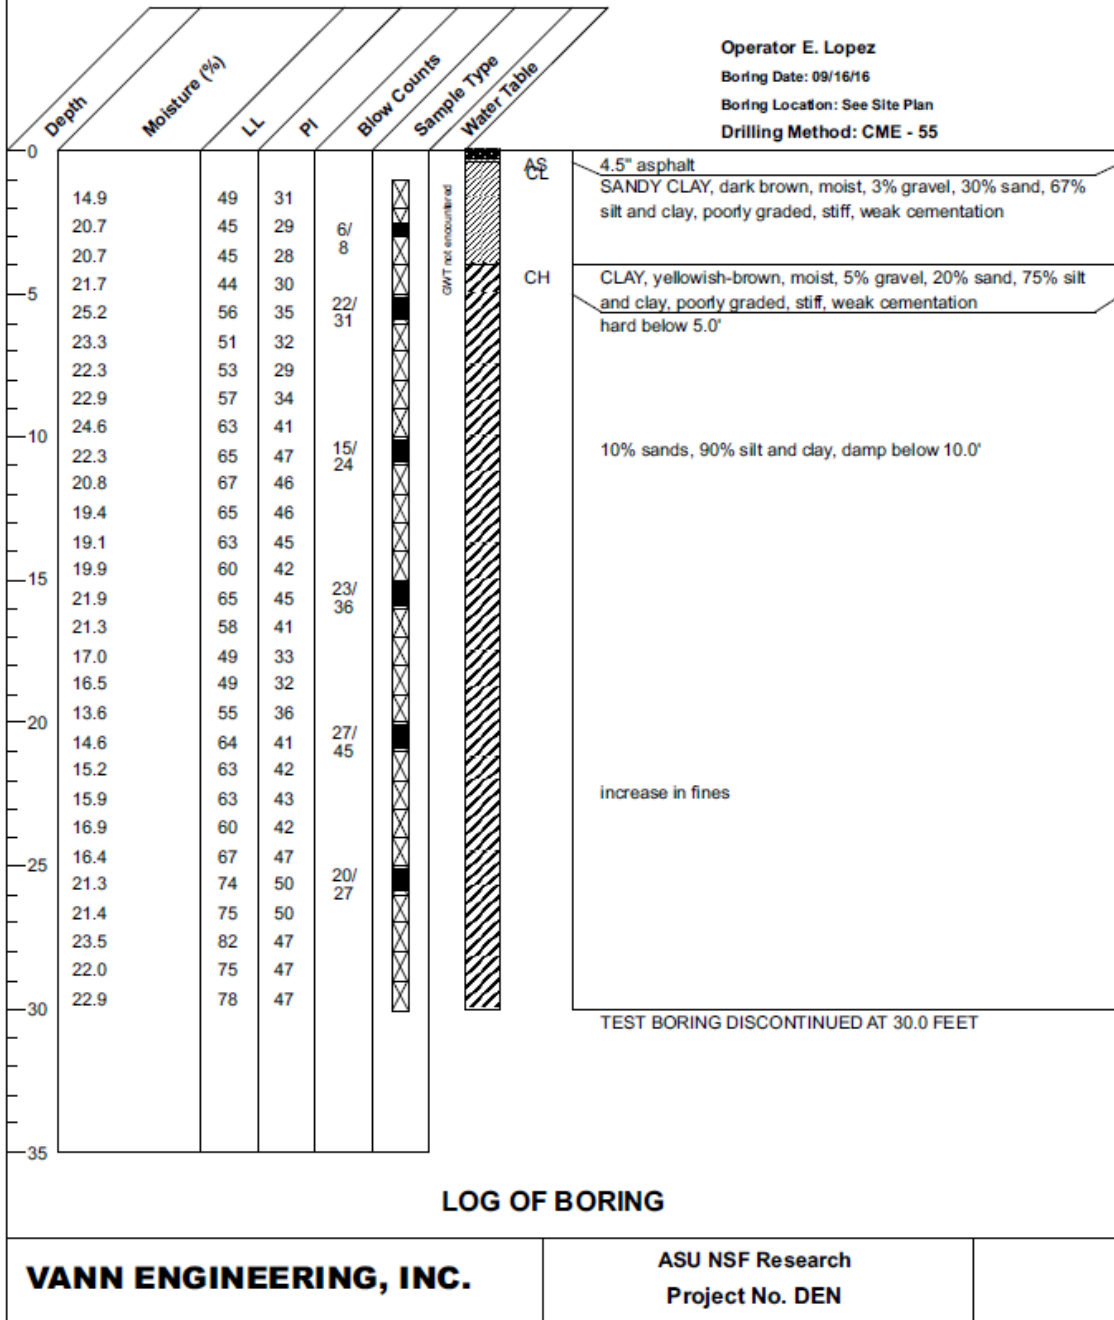 Operator E. Lopez
Boring Date: 09/16/16
Boring Location: See Site Plan
Drilling Method: CME - 55
Depth
Moisture (%)
LL
PI
Blow Counts
Sample Type
Water Table
0
AS
CL
4.5" asphalt
SANDY CLAY, dark brown, moist, 3% gravel, 30% sand, 67%
silt and clay, poorly graded, stiff, weak cementation
GWT not encountered
14.9 49 31
20.7 45 29 6/
8
20.7 45 28
CH
CLAY, yellowish-brown, moist, 5% gravel, 20% sand, 75% silt
and clay, poorly graded, stiff, weak cementation
21.7 44 30
5
hard below 5.0'
25.2 56 35 22/
31
23.3 51 32
22.3 53 29
22.9 57 34
24.6 63 41
10
10% sands, 90% silt and clay, damp below 10.0'
22.3 65 47 15/
24
20.8 67 46
19.4 65 46
19.1 63 45
19.9 60 42
15
21.9 65 45 23/
36
21.3 58 41
17.0 49 33
16.5 49 32
13.6 55 36
20
14.6 64 41 27/
45
15.2 63 42
increase in fines
15.9 63 43
16.9 60 42
16.4 67 47
25
21.3 74 50 20/
27
21.4 75 50
23.5 82 47
22.0 75 47
22.9 78 47
30
TEST BORING DISCONTINUED AT 30.0 FEET
35
LOG OF BORING
VANN ENGINEERING, INC.
ASU NSF Research
Project No. DEN